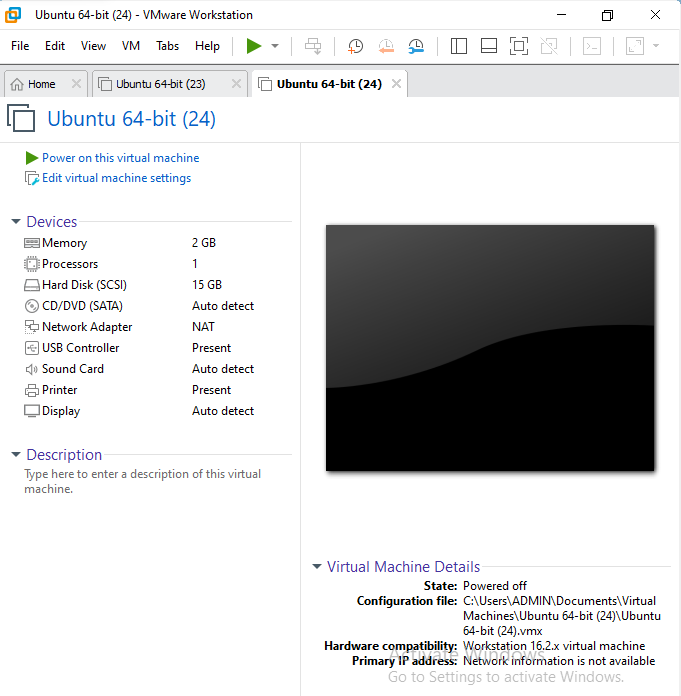 Ubuntu 64-bit (24) - VMware Workstation
File Edit View VM Tabs Help
Home Ubuntu 64-bit (23) Ubuntu 64-bit (24)
Ubuntu 64-bit (24)
Power on this virtual machine
Edit virtual machine settings
Devices
Memory 2 GB
Processors 1
Hard Disk (SCSI) 15 GB
CD/DVD (SATA) Auto detect
Network Adapter NAT
USB Controller Present
Sound Card Auto detect
Printer Present
Display Auto detect
Description
Type here to enter a description of this virtual
machine.
Virtual Machine Details
State: Powered off
Configuration file: C:\Users\ADMIN\Documents\Virtual
Machines\Ubuntu 64-bit (24)\Ubuntu
64-bit (24).vmx
Hardware compatibility: Workstation 16.2.x virtual machine
Primary IP address: Network information is not available
Activate Windows
Go to Settings to activate Windows.